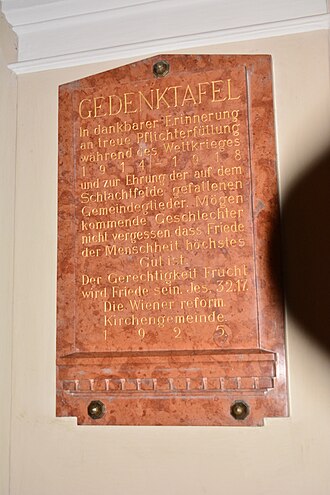 GEDENKTAFEL
In dankbarer Erinnerung
an treue Pflichterfüllung
während des Weltkrieges
1914-1918
und zur Ehrung der auf dem
Schlachtfelde gefallenen
Gemeindeglieder. Mögen
kommende Geschlechter
nicht vergessen dass Friede
der Menschheit höchstes
Gut ist.
Der Gerechtigkeit Frucht
wird Friede sein. Jes. 32:17.
Die Wiener reform.
Kirchengemeinde.
1925